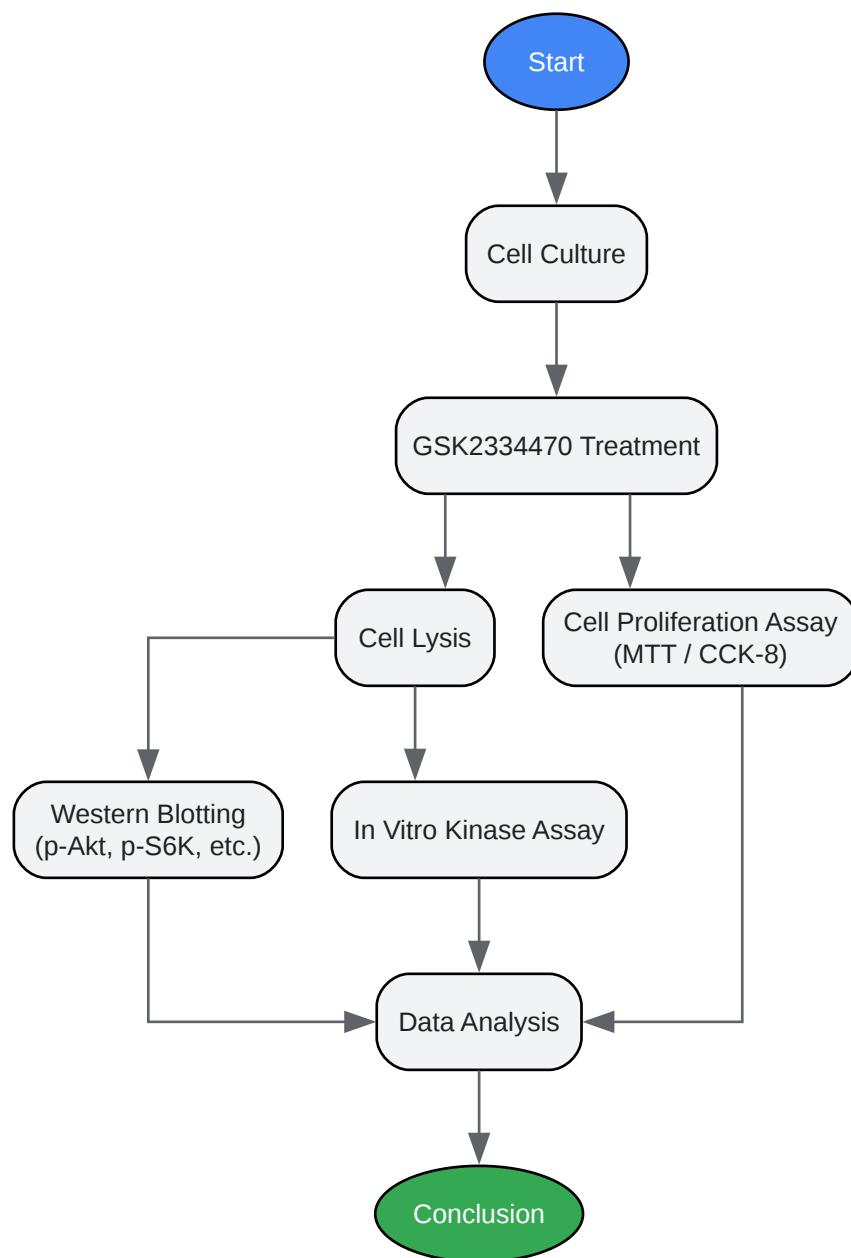 Start
Cell Culture
GSK2334470 Treatment
Cell Lysis
Cell Proliferation Assay
(MTT / CCK-8)
Western Blotting
(p-Akt, p-S6K, etc.)
In Vitro Kinase Assay
Data Analysis
Conclusion